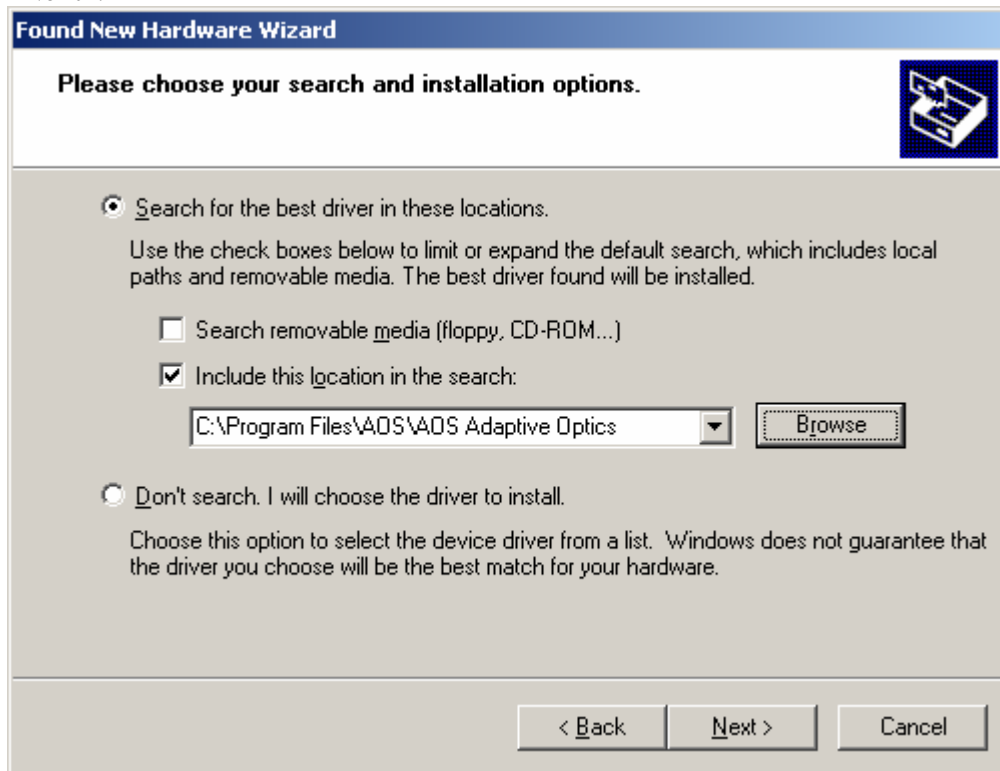 Found New Hardware Wizard
Please choose your search and installation options.
Search for the best driver in these locations.
Use the check boxes below to limit or expand the default search, which includes local
paths and removable media. The best driver found will be installed.
Search removable media (floppy, CD-ROM...)
Include this location in the search:
C:\Program Files\AOS\AOS Adaptive Optics
Browse
Don't search. I will choose the driver to install.
Choose this option to select the device driver from a list. Windows does not guarantee that
the driver you choose will be the best match for your hardware.
< Back Next > Cancel